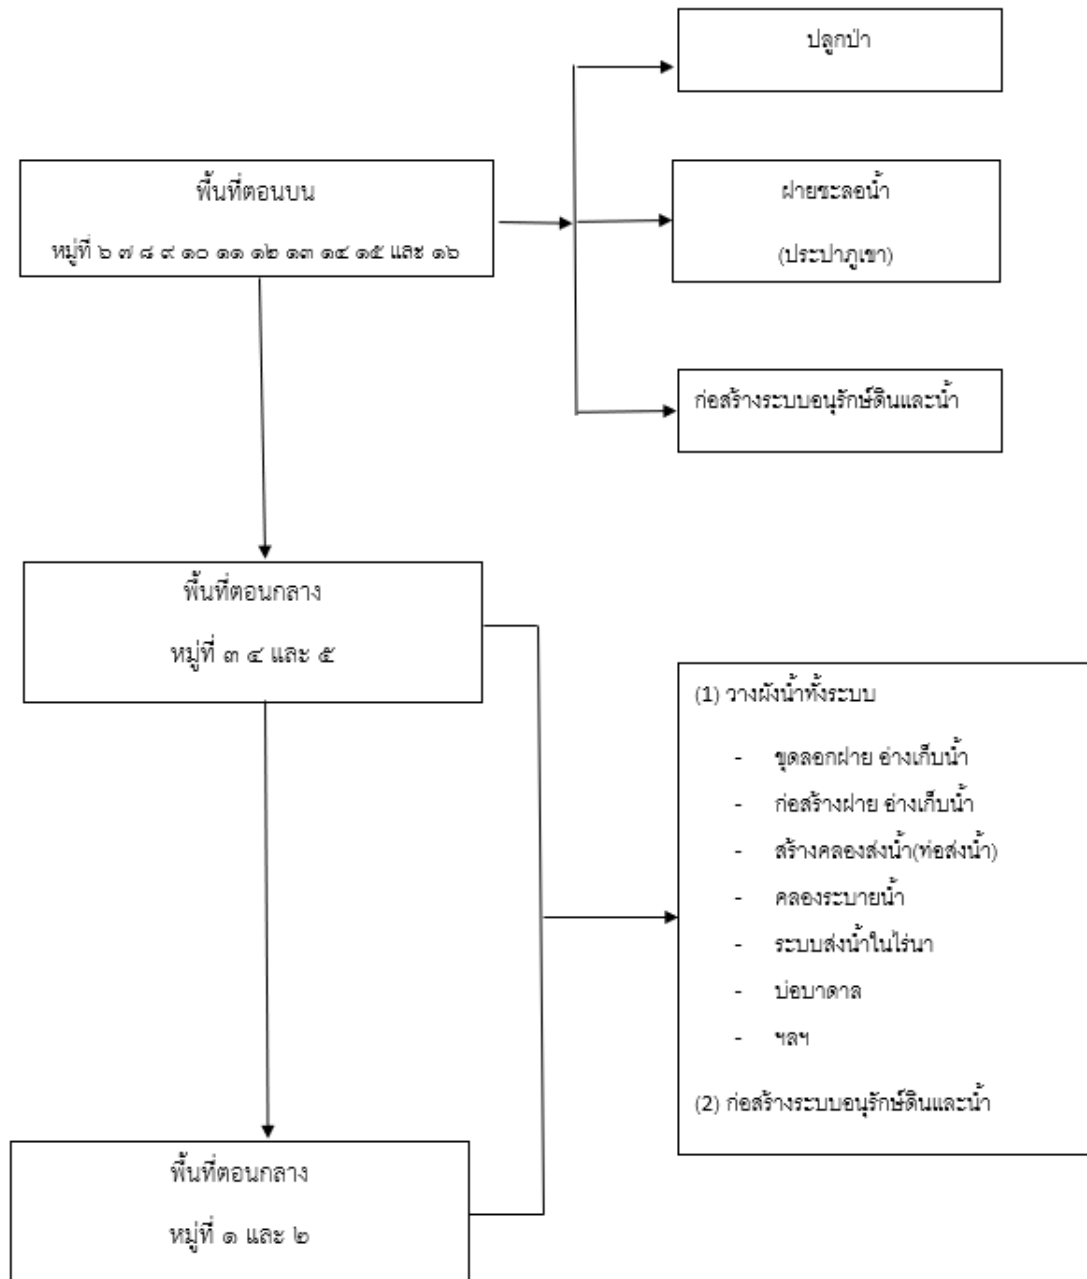 ปลูกป่า
พื้นที่ตอนบน
หมู่ที่ ๖ ๗ ๘ ๙ ๑๐ ๑๑ ๑๒ ๑๓ ๑๔ ๑๕ และ ๑๖
ฝายชะลอน้ำ
(ประปาภูเขา)
ก่อสร้างระบบอนุรักษ์ดินและน้ำ
พื้นที่ตอนกลาง
หมู่ที่ ๓ ๔ และ ๕
(1) วางผังน้ำทั้งระบบ
- ขุดลอกฝาย อ่างเก็บน้ำ
- ก่อสร้างฝาย อ่างเก็บน้ำ
- สร้างคลองส่งน้ำ(ท่อส่งน้ำ)
- คลองระบายน้ำ
- ระบบส่งน้ำในไร่นา
- บ่อบาดาล
- ฯลฯ
(2) ก่อสร้างระบบอนุรักษ์ดินและน้ำ
พื้นที่ตอนกลาง
หมู่ที่ ๑ และ ๒